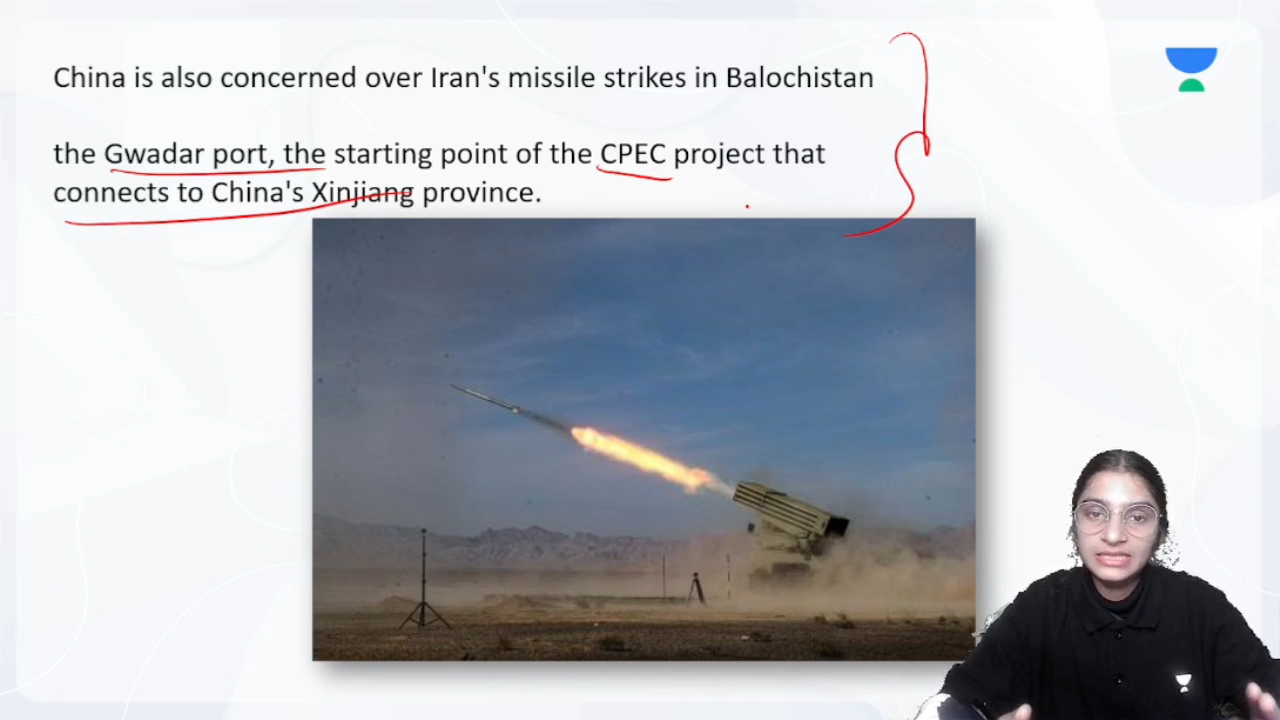 China is also concerned over Iran's missile strikes in Balochistan
the Gwadar port, the starting point of the CPEC project that
connects to China's Xinjiang province.